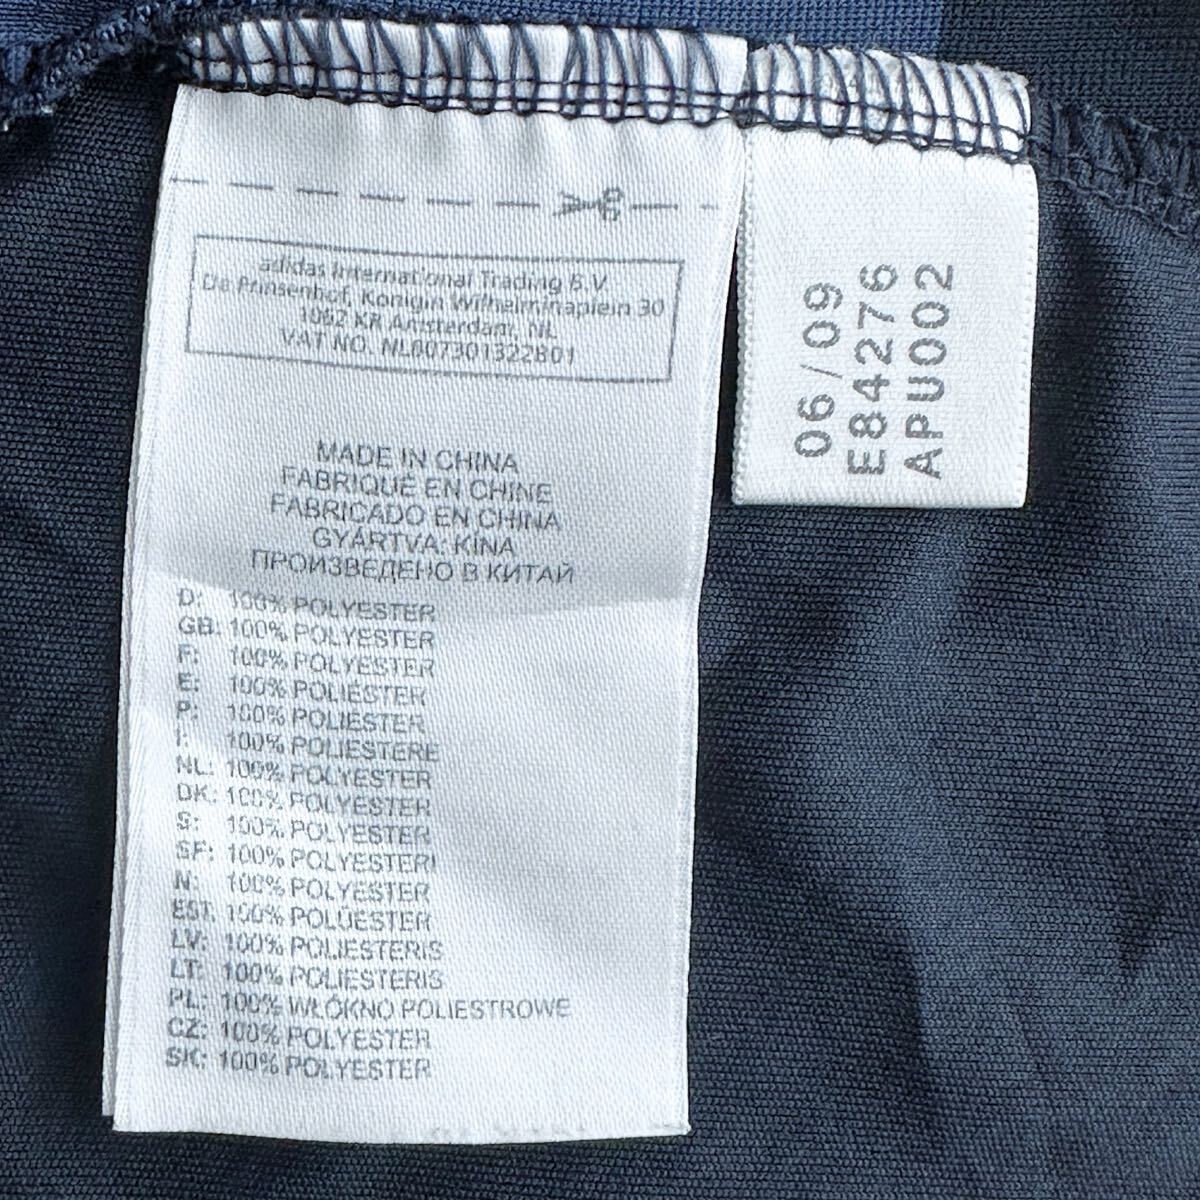 adidas International Trading B.V.
De Prinsenhof, Konigin Wilhelminaplein 30
1062 KR Amsterdam, NL
VAT NO. NL807301322B01
MADE IN CHINA
FABRIQUÉ EN CHINE
FABRICADO EN CHINA
GYÁRTVA: KÍNA
ПРОИЗВЕДЕНО В КИТАЙ
D: 100% POLYESTER
GB: 100% POLYESTER
F: 100% POLYESTER
E: 100% POLIÉSTER
P: 100% POLIÉSTER
I: 100% POLIESTERE
NL: 100% POLYESTER
DK: 100% POLYESTER
S: 100% POLYESTER
SF: 100% POLYESTERI
N: 100% POLYESTER
EST. 100% POLÜESTER
LV: 100% POLIESTERIS
LT: 100% POLIESTERIS
PL: 100% WŁÓKNO POLIESTROWE
CZ: 100% POLYESTER
SK: 100% POLYESTER
06/09
E84276
APU002